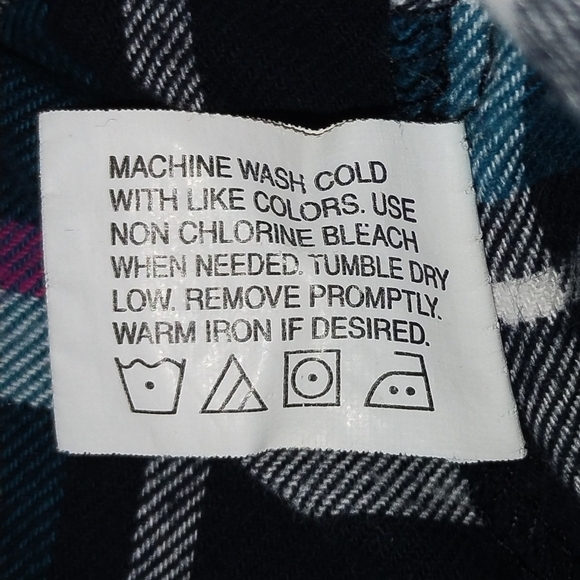 MACHINE WASH COLD
WITH LIKE COLORS. USE
NON CHLORINE BLEACH
WHEN NEEDED. TUMBLE DRY
LOW. REMOVE PROMPTLY.
WARM IRON IF DESIRED.